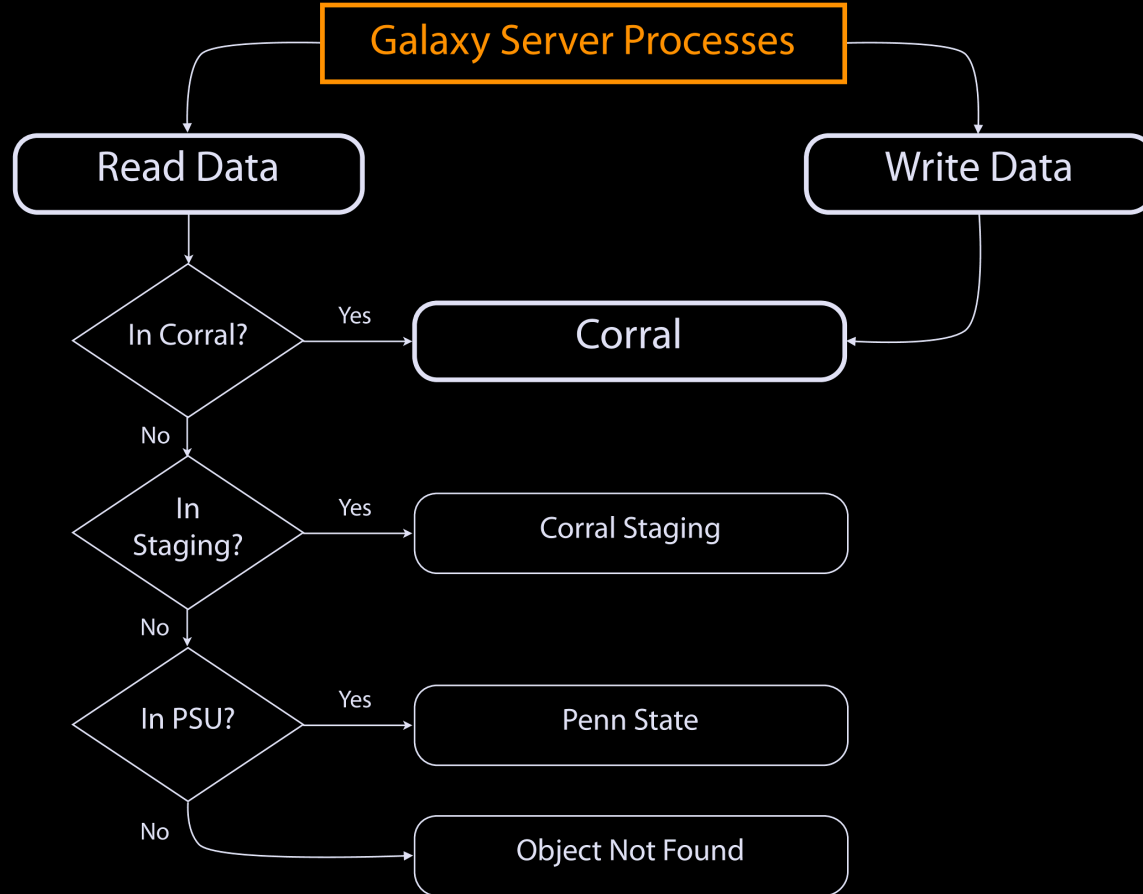 Galaxy Server Processes
Read Data
Write Data
In Corral?
Yes
Corral
No
In
Staging?
Yes
Corral Staging
No
In PSU?
Yes
Penn State
No
Object Not Found